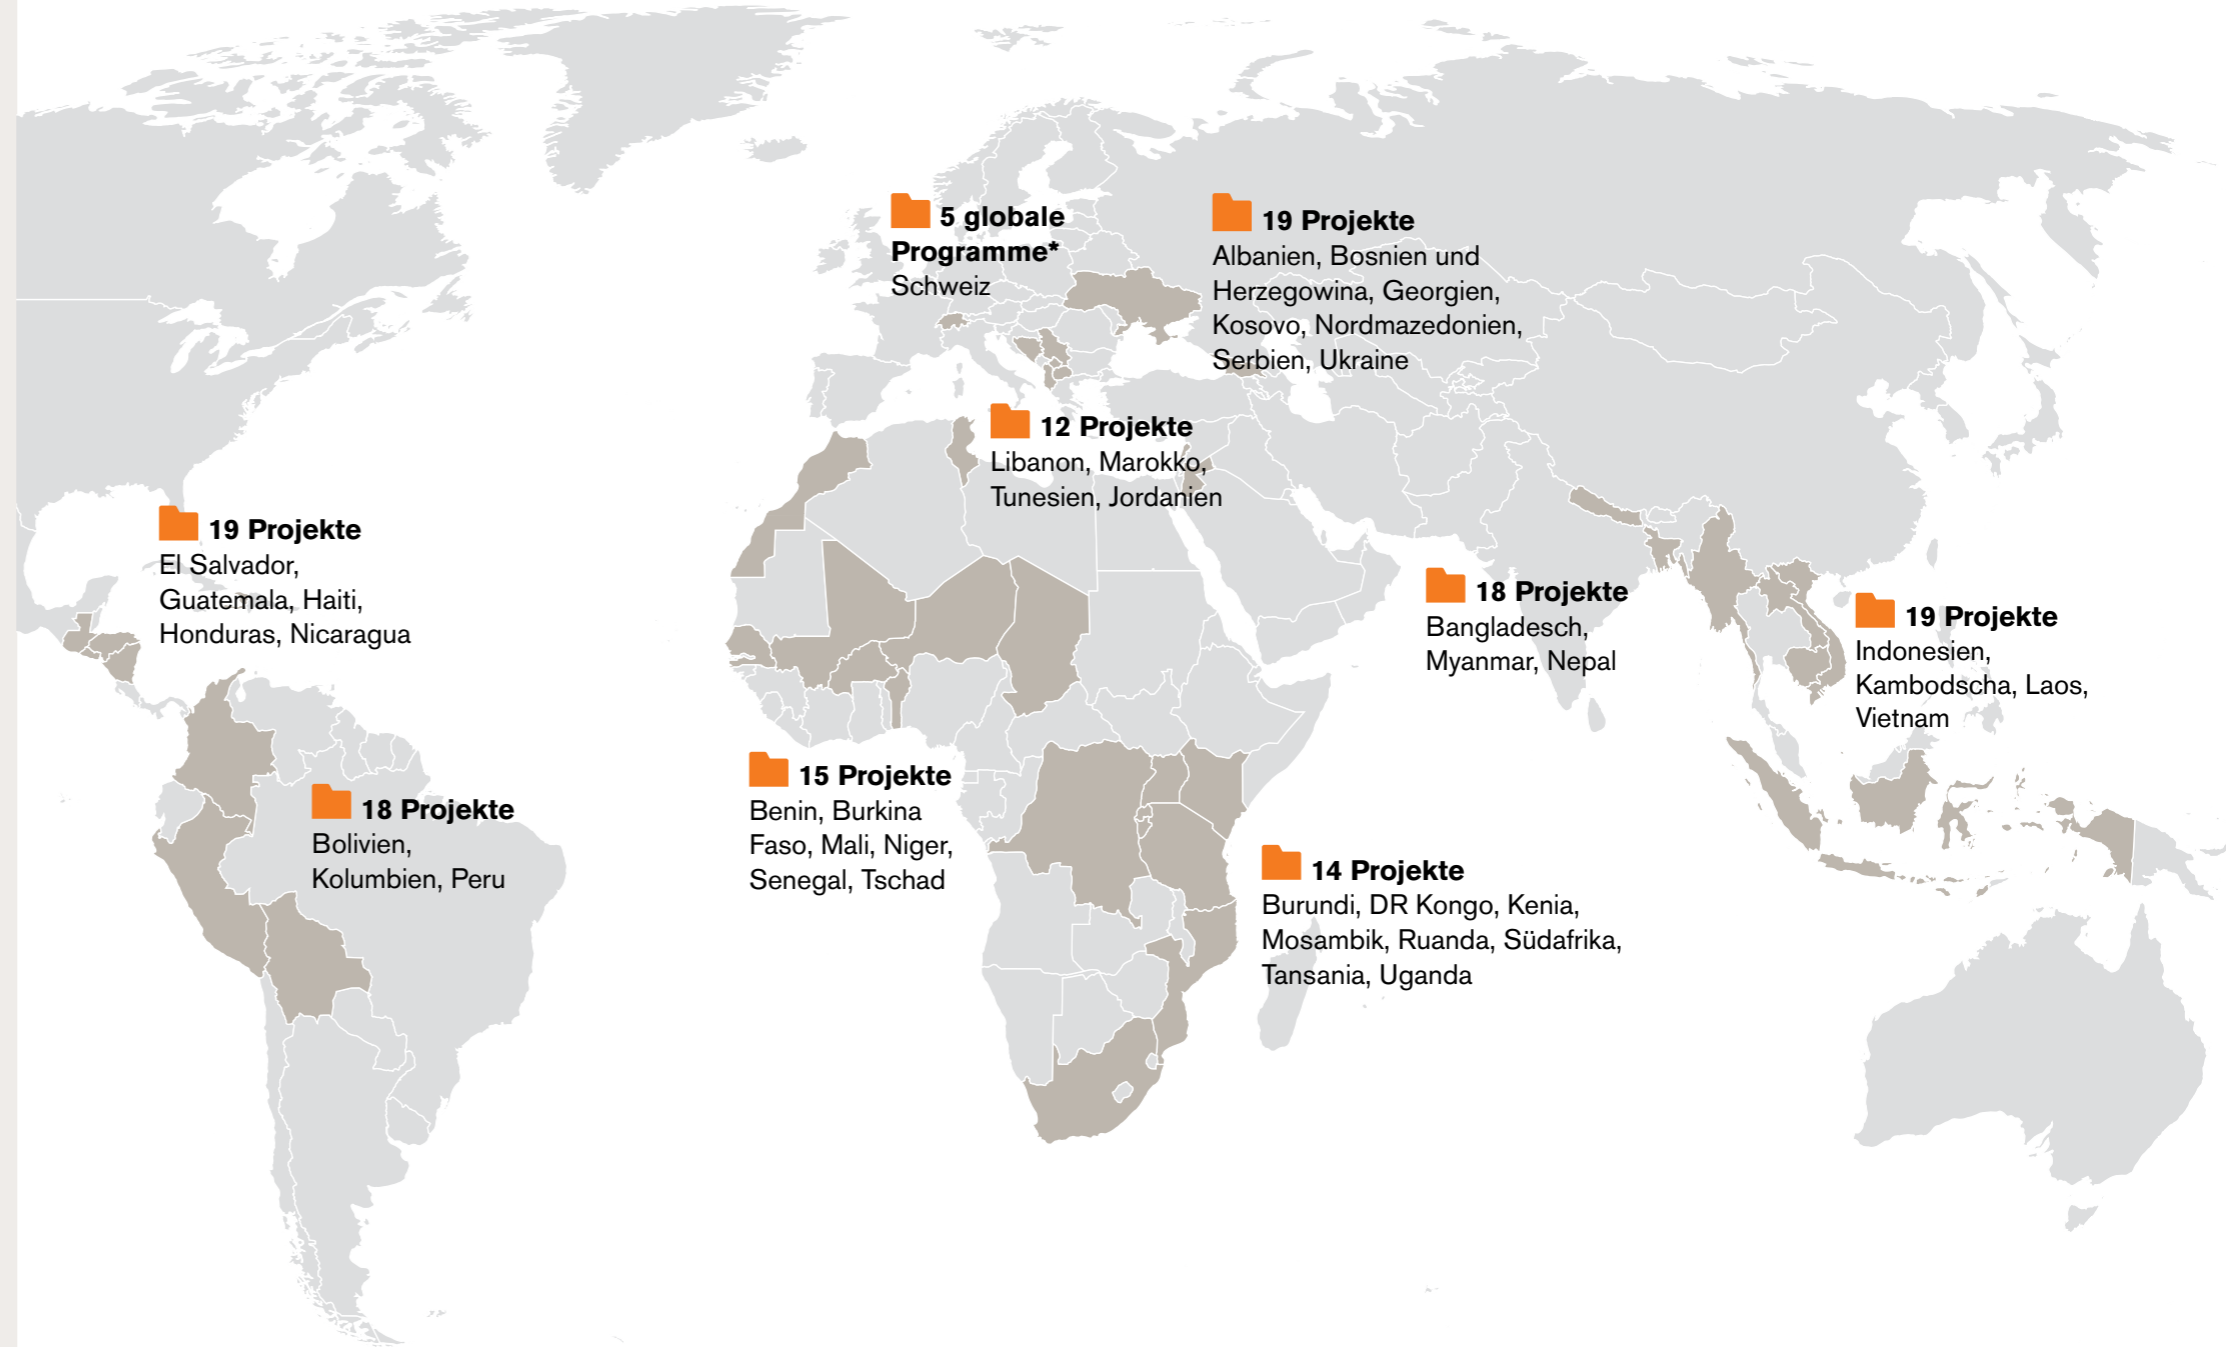 5 globale
Programme*
Schweiz
19 Projekte
Albanien, Bosnien und
Herzegowina, Georgien,
Kosovo, Nordmazedonien,
Serbien, Ukraine
12 Projekte
Libanon, Marokko,
Tunesien, Jordanien
19 Projekte
El Salvador,
Guatemala, Haiti,
Honduras, Nicaragua
18 Projekte
Bangladesch,
Myanmar, Nepal
19 Projekte
Indonesien,
Kambodscha, Laos,
Vietnam
15 Projekte
Benin, Burkina
Faso, Mali, Niger,
Senegal, Tschad
18 Projekte
Bolivien,
Kolumbien, Peru
14 Projekte
Burundi, DR Kongo, Kenia,
Mosambik, Ruanda, Südafrika,
Tansania, Uganda